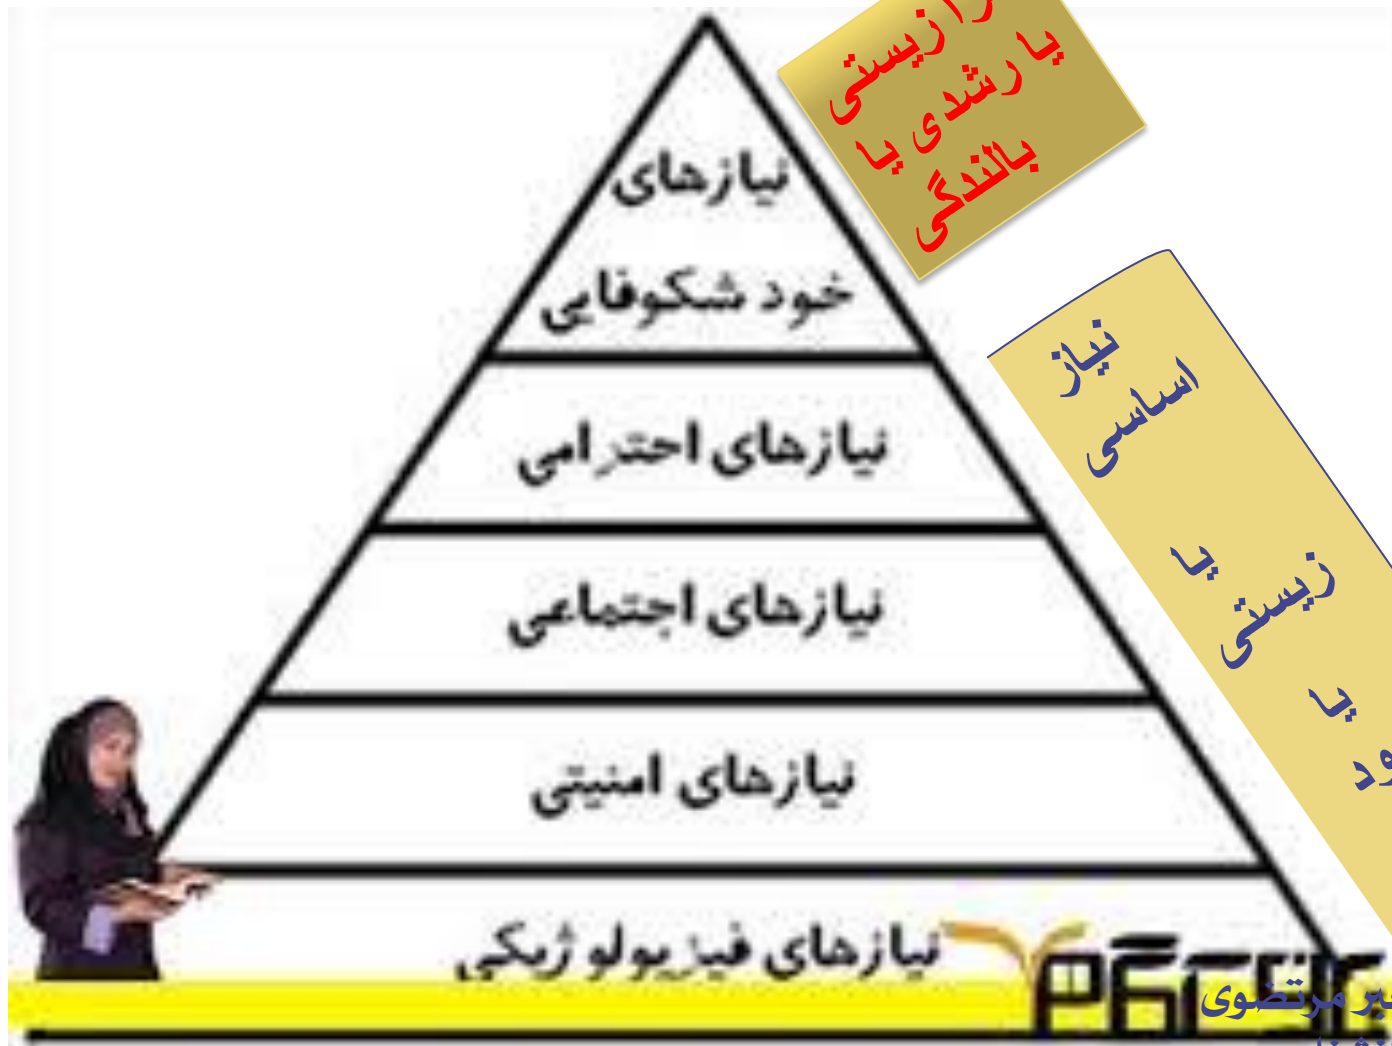 یا رشدی یا
بالندگی
نیازهای
خود شکوفایی
نیاز
اساسی
نیازهای احترامی
زیستی یا
یا
نیازهای اجتماعی
نیازهای امنیتی
نیازهای فیزیولوژیکی
مرتضوی